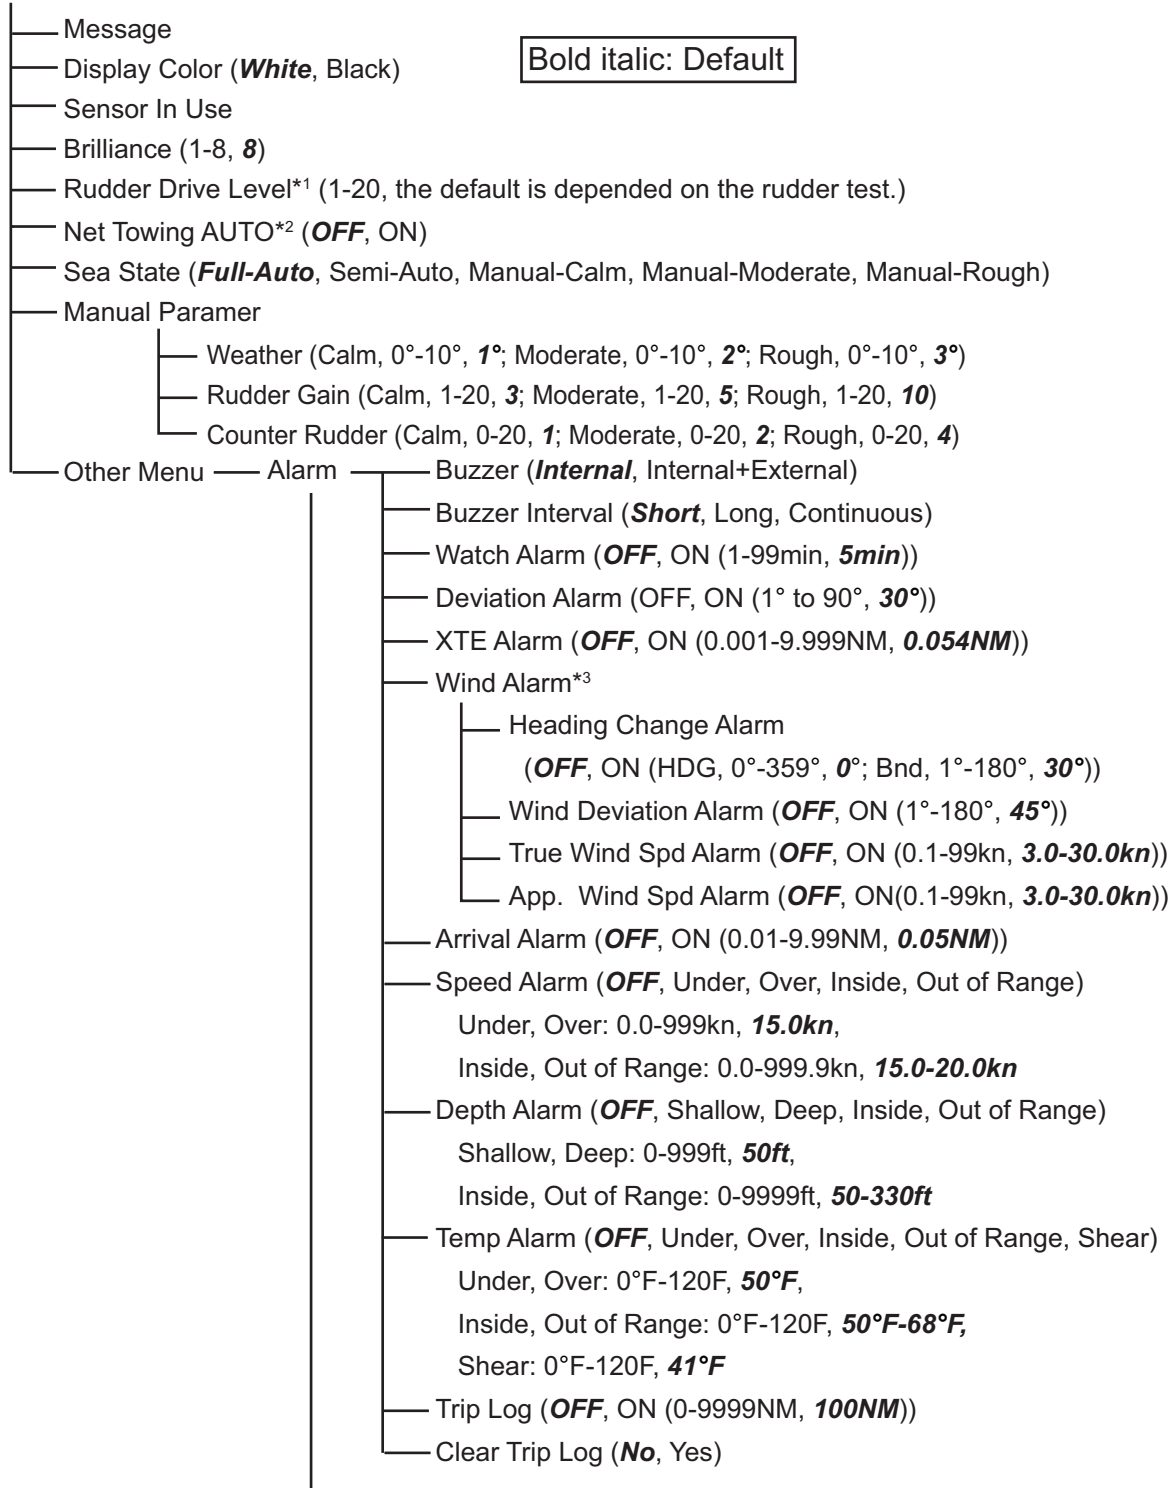 Message
Bold italic: Default
Display Color (White, Black)
Sensor In Use
Brilliance (1-8, 8)
Rudder Drive Level*1 (1-20, the default is depended on the rudder test.)
Net Towing AUTO*2 (OFF, ON)
Sea State (Full-Auto, Semi-Auto, Manual-Calm, Manual-Moderate, Manual-Rough)
Manual Paramer
Weather (Calm, 0°-10°, 1°; Moderate, 0°-10°, 2°; Rough, 0°-10°, 3°)
Rudder Gain (Calm, 1-20, 3; Moderate, 1-20, 5; Rough, 1-20, 10)
Counter Rudder (Calm, 0-20, 1; Moderate, 0-20, 2; Rough, 0-20, 4)
Other Menu Alarm Buzzer (Internal, Internal+External)
Buzzer Interval (Short, Long, Continuous)
Watch Alarm (OFF, ON (1-99min, 5min))
Deviation Alarm (OFF, ON (1° to 90°, 30°))
XTE Alarm (OFF, ON (0.001-9.999NM, 0.054NM))
Wind Alarm*3
Heading Change Alarm
(OFF, ON (HDG, 0°-359°, 0°; Bnd, 1°-180°, 30°))
Wind Deviation Alarm (OFF, ON (1°-180°, 45°))
True Wind Spd Alarm (OFF, ON (0.1-99kn, 3.0-30.0kn))
App. Wind Spd Alarm (OFF, ON(0.1-99kn, 3.0-30.0kn))
Arrival Alarm (OFF, ON (0.01-9.99NM, 0.05NM))
Speed Alarm (OFF, Under, Over, Inside, Out of Range)
Under, Over: 0.0-999kn, 15.0kn,
Inside, Out of Range: 0.0-999.9kn, 15.0-20.0kn
Depth Alarm (OFF, Shallow, Deep, Inside, Out of Range)
Shallow, Deep: 0-999ft, 50ft,
Inside, Out of Range: 0-9999ft, 50-330ft
Temp Alarm (OFF, Under, Over, Inside, Out of Range, Shear)
Under, Over: 0°F-120F, 50°F,
Inside, Out of Range: 0°F-120F, 50°F-68°F,
Shear: 0°F-120F, 41°F
Trip Log (OFF, ON (0-9999NM, 100NM))
Clear Trip Log (No, Yes)